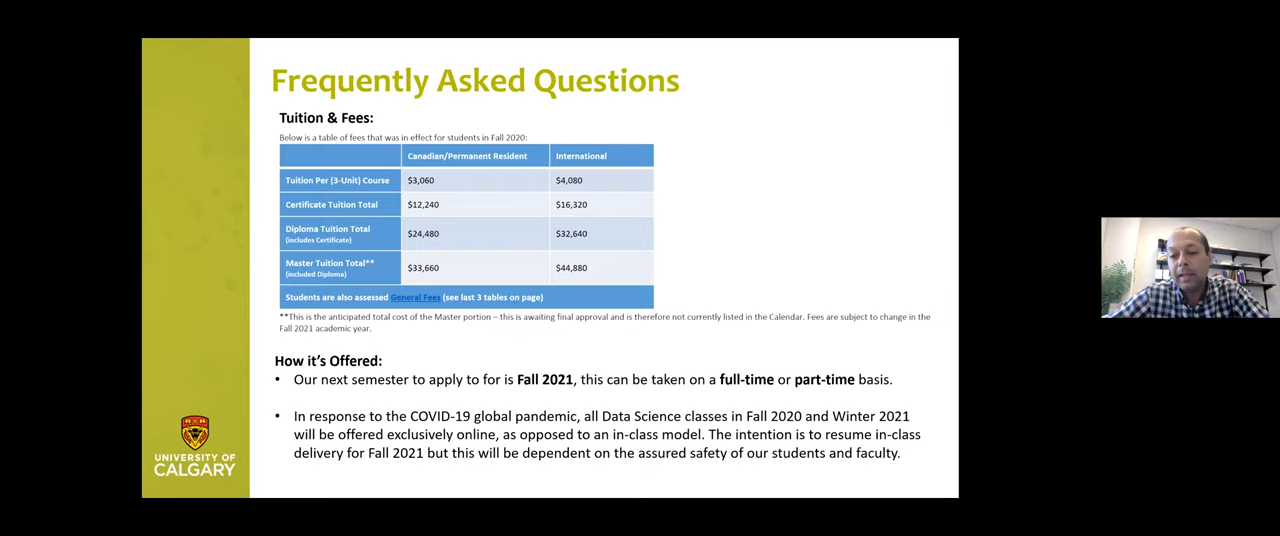 Frequently Asked Questions
Tuition & Fees:
Below is a table of fees that was in effect for students in Fall 2020:
Canadian/Permanent Resident International
Tuition Per (3-Unit) Course $3,060 $4,080
Certificate Tuition Total $12,240 $16,320
Diploma Tuition Total
(includes Certificate) $24,480 $32,640
Master Tuition Total**
(included Diploma) $33,660 $44,880
Students are also assessed General Fees (see last 3 tables on page)
**This is the anticipated total cost of the Master portion – this is awaiting final approval and is therefore not currently listed in the Calendar. Fees are subject to change in the
Fall 2021 academic year.
How it's Offered:
• Our next semester to apply to for is Fall 2021, this can be taken on a full-time or part-time basis.
• In response to the COVID-19 global pandemic, all Data Science classes in Fall 2020 and Winter 2021
will be offered exclusively online, as opposed to an in-class model. The intention is to resume in-class
delivery for Fall 2021 but this will be dependent on the assured safety of our students and faculty.
UNIVERSITY OF
CALGARY